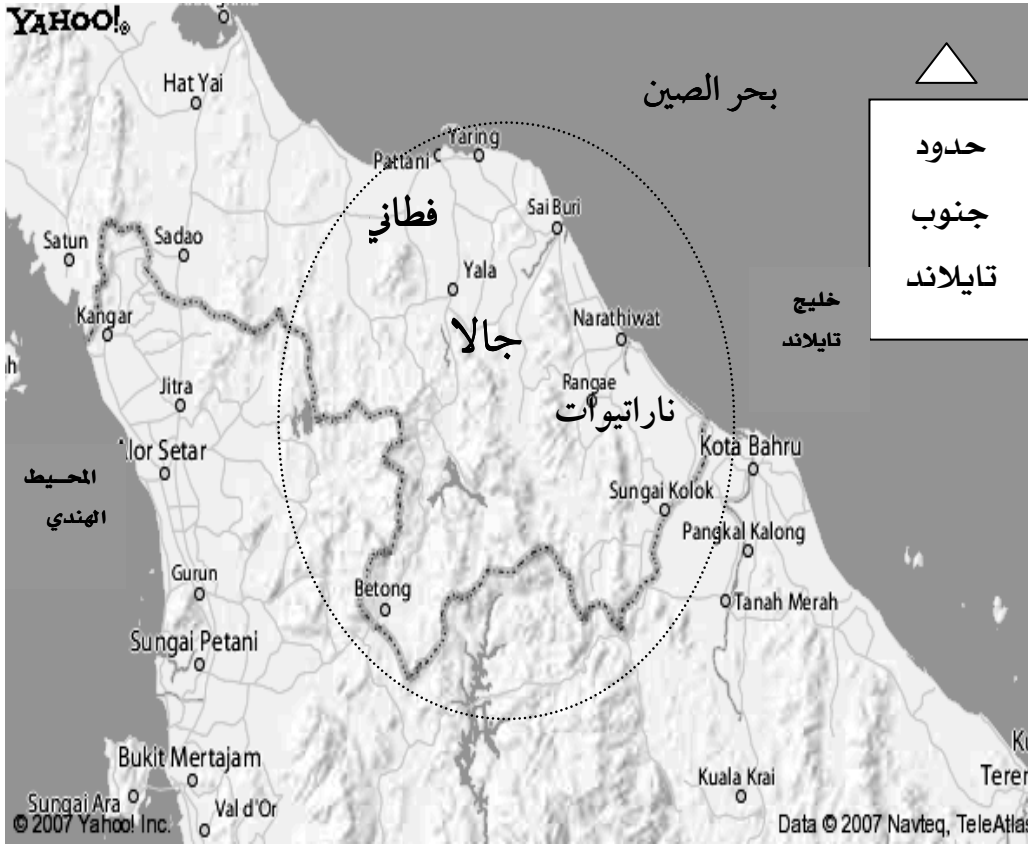 YAHOO!®
Hat Yai
بحر الصين
حدود
جنوب
تايلاند
Yaring
Pattani
فطاني
Sai Buri
Satun
Sadao
Yala
خليج
تايلاند
Kangar
Narathiwat
جالا
Jitra
Rangae
ناراتيوات
lor Setar
Kota Bahru
المحـيط
الهندي
Sungai Kolok
Pangkal Kalong
Gurun
Betong
Tanah Merah
Sungai Petani
Bukit Mertajam
Kuala Krai
Sungai Ara
Val d'Or
© 2007 Yahoo! Inc.
Data © 2007 Navteq, TeleAtlas